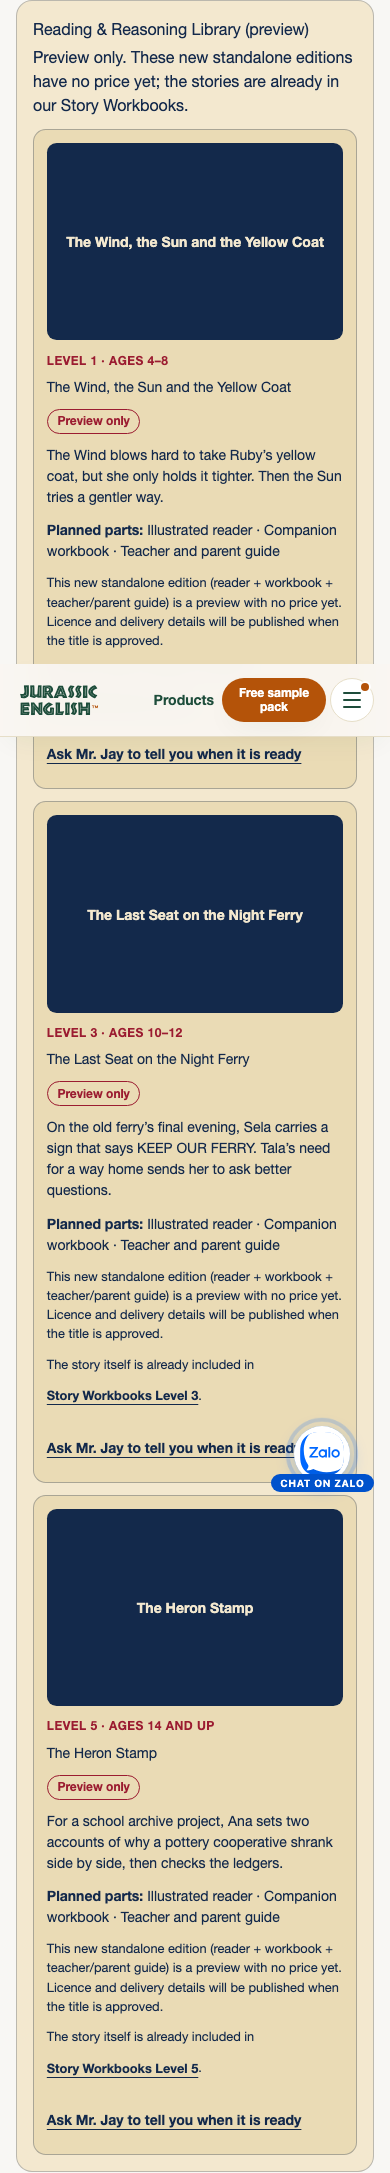 Reading & Reasoning Library (preview)
Preview only. These new standalone editions
have no price yet; the stories are already in
our Story Workbooks.
The Wind, the Sun and the Yellow Coat
LEVEL 1 · AGES 4–8
The Wind, the Sun and the Yellow Coat
Preview only
The Wind blows hard to take Ruby's yellow
coat, but she only holds it tighter. Then the Sun
tries a gentler way.
Planned parts: Illustrated reader · Companion
workbook · Teacher and parent guide
This new standalone edition (reader + workbook +
teacher/parent guide) is a preview with no price yet.
Licence and delivery details will be published when
the title is approved.
JURASSIC
ENGLISH™
Products
Free sample
pack
Ask Mr. Jay to tell you when it is ready
The Last Seat on the Night Ferry
LEVEL 3 · AGES 10–12
The Last Seat on the Night Ferry
Preview only
On the old ferry's final evening, Sela carries a
sign that says KEEP OUR FERRY. Tala's need
for a way home sends her to ask better
questions.
Planned parts: Illustrated reader · Companion
workbook · Teacher and parent guide
This new standalone edition (reader + workbook +
teacher/parent guide) is a preview with no price yet.
Licence and delivery details will be published when
the title is approved.
The story itself is already included in
Story Workbooks Level 3.
Ask Mr. Jay to tell you when it is
Zalo
CHAT ON ZALO
The Heron Stamp
LEVEL 5 · AGES 14 AND UP
The Heron Stamp
Preview only
For a school archive project, Ana sets two
accounts of why a pottery cooperative shrank
side by side, then checks the ledgers.
Planned parts: Illustrated reader · Companion
workbook · Teacher and parent guide
This new standalone edition (reader + workbook +
teacher/parent guide) is a preview with no price yet.
Licence and delivery details will be published when
the title is approved.
The story itself is already included in
Story Workbooks Level 5.
Ask Mr. Jay to tell you when it is ready